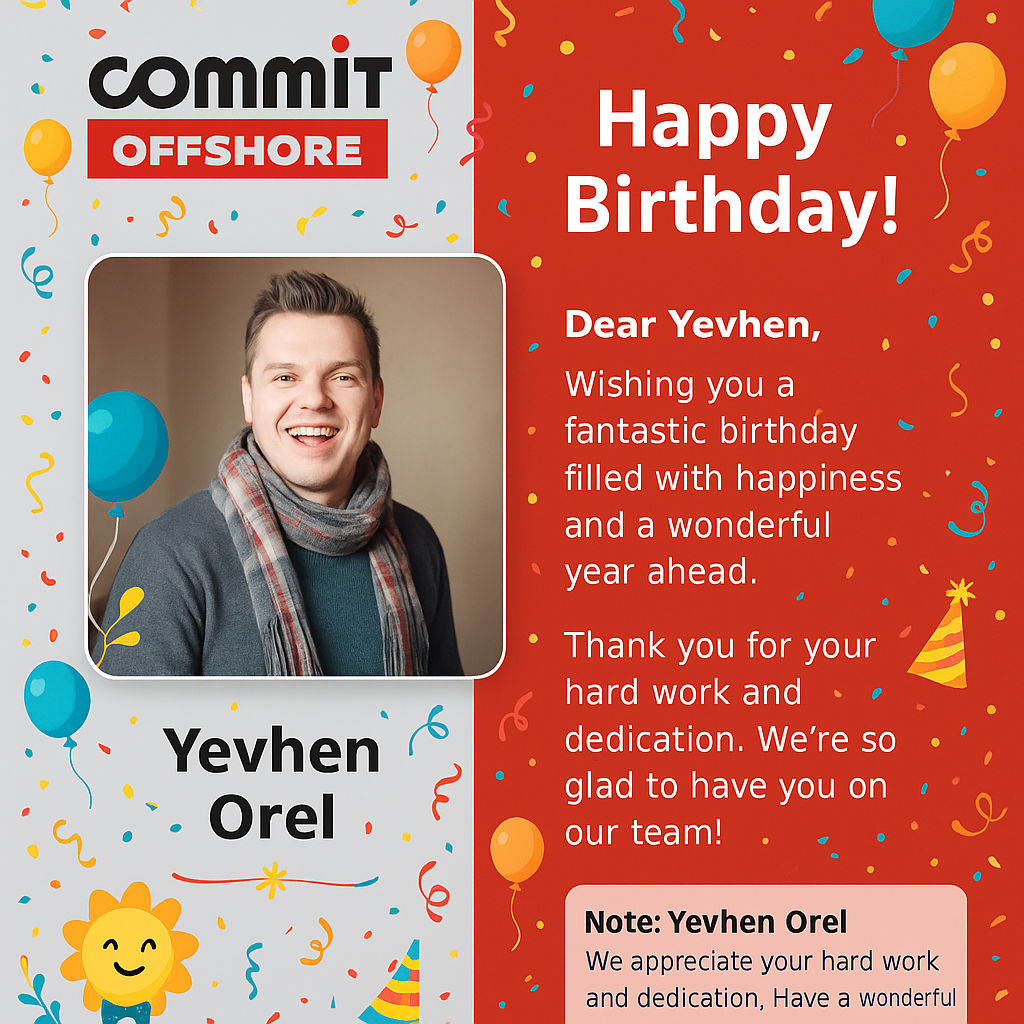 commiT
OFFSHORE
Happy
Birthday!
Dear Yevhen,
Wishing you a
fantastic birthday
filled with happiness
and a wonderful
year ahead.
Thank you for your
hard work and
dedication. We’re so
glad to have you on
our team!
Yevhen
Orel
Note: Yevhen Orel
We appreciate your hard work
and dedication, Have a wonderful